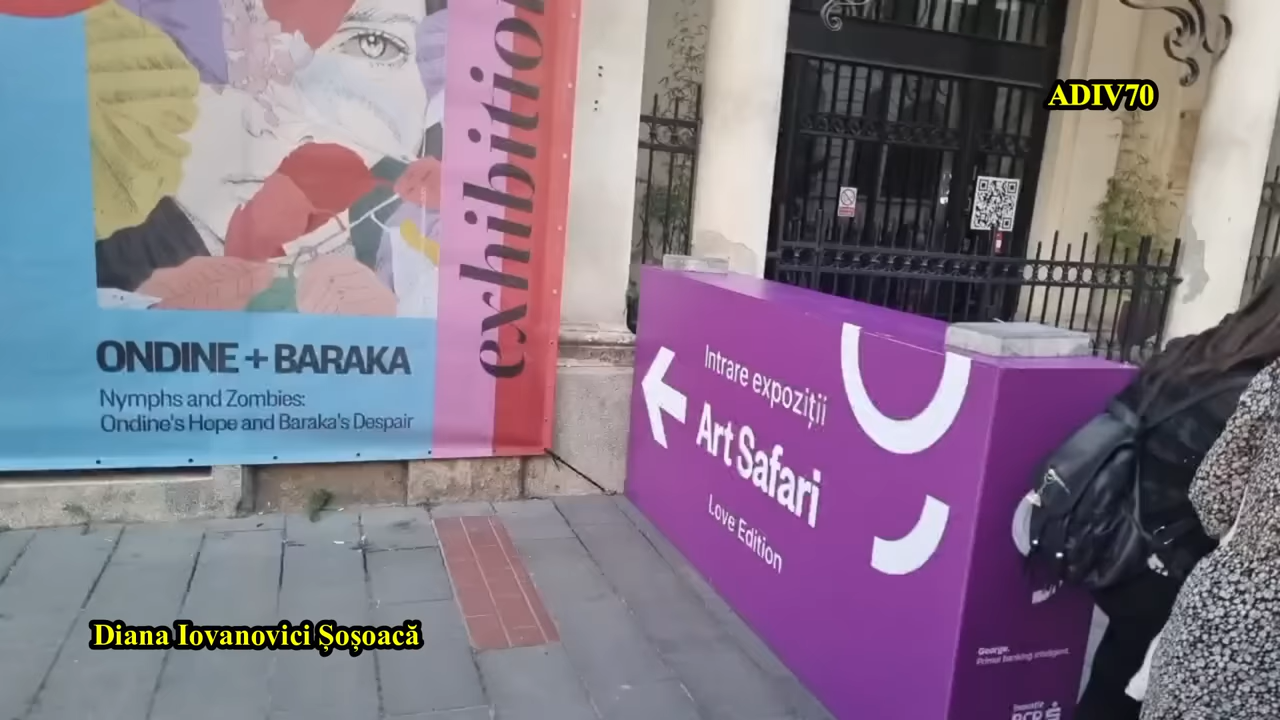 exhibition
ADIV70
ONDINE + BARAKA
Nymphs and Zombies:
Ondine's Hope and Baraka's Despair
Intrare expoziții
Art Safari
Love Edition
Diana Iovanovici Șoșoacă
George.
Primul banking inteligent.
Inovație
BCR